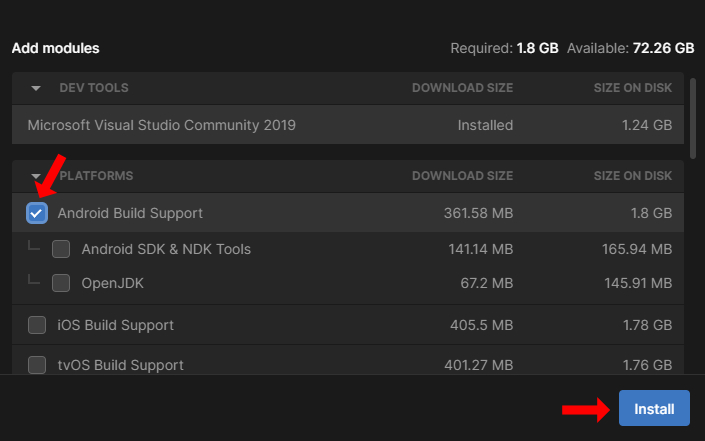 Add modules Required: 1.8 GB Available: 72.26 GB
DEV TOOLS DOWNLOAD SIZE SIZE ON DISK
Microsoft Visual Studio Community 2019 Installed 1.24 GB
PLATFORMS DOWNLOAD SIZE SIZE ON DISK
Android Build Support 361.58 MB 1.8 GB
Android SDK & NDK Tools 141.14 MB 165.94 MB
OpenJDK 67.2 MB 145.91 MB
iOS Build Support 405.5 MB 1.78 GB
tvOS Build Support 401.27 MB 1.76 GB
Install